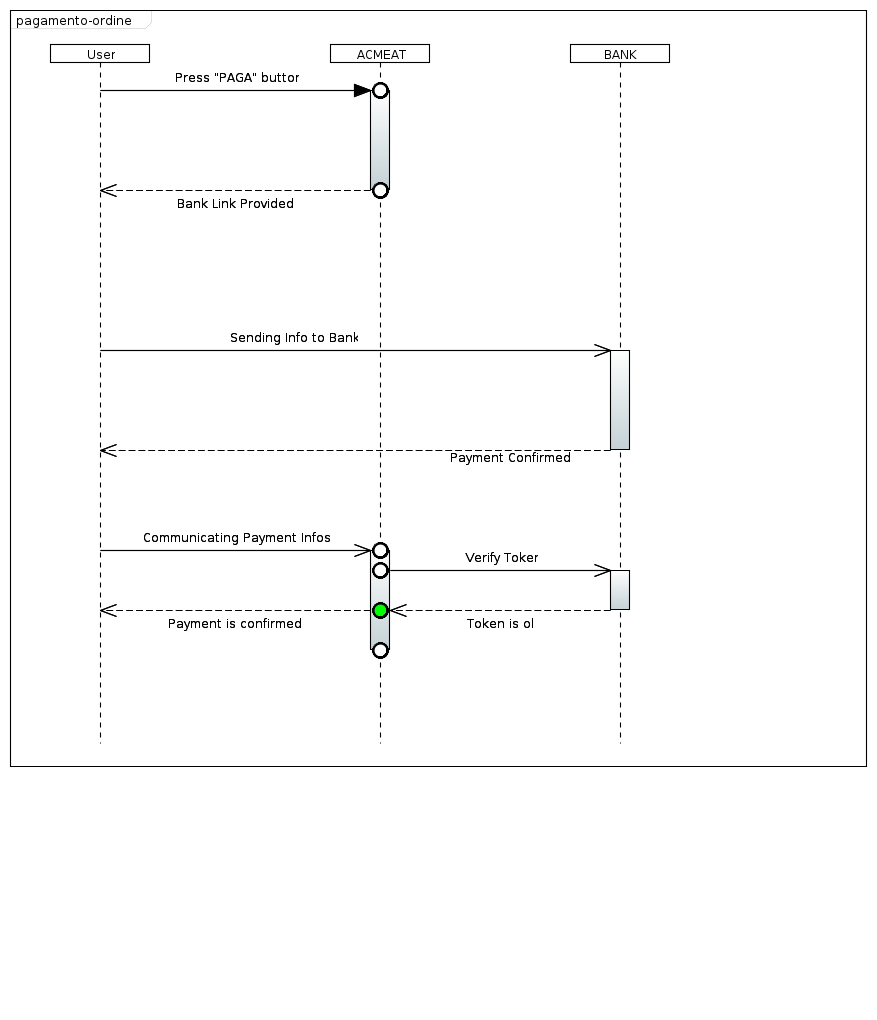 pagamento-ordine
User
ACMEAT
BANK
Press "PAGA" buttor
Bank Link Provided
Sending Info to Bank
Payment Confirmed
Communicating Payment Infos
Verify Toker
Payment is confirmed
Token is ol